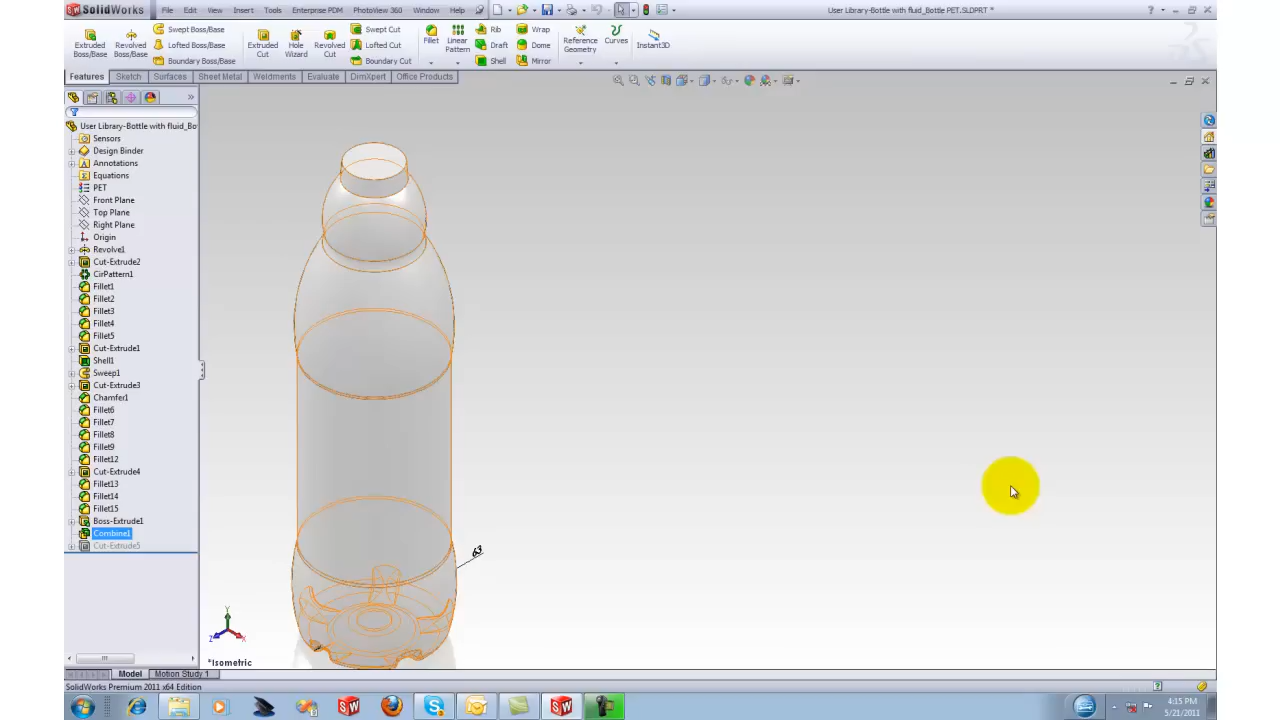 SolidWorks File Edit View Insert Tools Enterprise PDM PhotoView 360 Window Help User Library-Bottle with fluid_Bottle PET.SLDPRT *
Extruded Boss/Base
Revolved Boss/Base
Swept Boss/Base
Lofted Boss/Base
Boundary Boss/Base
Extruded Cut
Hole Wizard
Revolved Cut
Swept Cut
Lofted Cut
Boundary Cut
Fillet
Linear Pattern
Rib
Draft
Shell
Wrap
Dome
Mirror
Reference Geometry
Curves
Instant3D
Features Sketch Surfaces Sheet Metal Weldments Evaluate DimXpert Office Products
User Library-Bottle with fluid_Bo
Sensors
Design Binder
Annotations
Equations
PET
Front Plane
Top Plane
Right Plane
Origin
Revolve1
Cut-Extrude2
CirPattern1
Fillet1
Fillet2
Fillet3
Fillet4
Fillet5
Cut-Extrude1
Shell1
Sweep1
Cut-Extrude3
Chamfer1
Fillet6
Fillet7
Fillet8
Fillet9
Fillet12
Cut-Extrude4
Fillet13
Fillet14
Fillet15
Boss-Extrude1
Combine1
Cut-Extrude5
63
Y
Z X
*Isometric
Model Motion Study 1
SolidWorks Premium 2011 x64 Edition
4:15 PM
5/21/2011